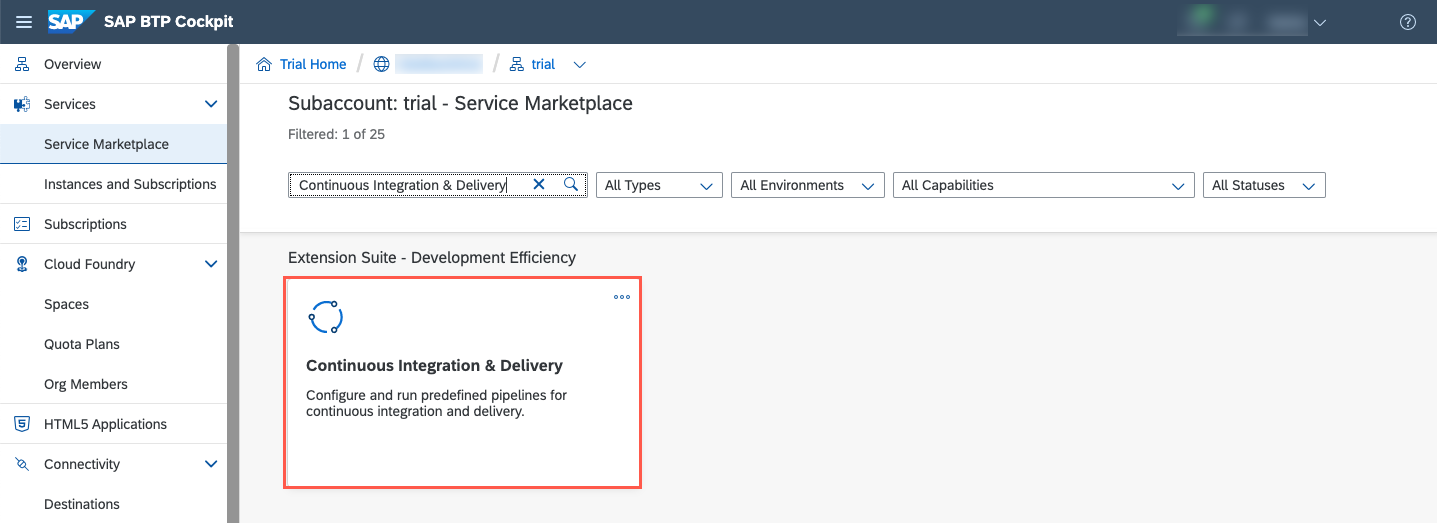 SAP SAP BTP Cockpit
Overview
Services
Service Marketplace
Instances and Subscriptions
Subscriptions
Cloud Foundry
Spaces
Quota Plans
Org Members
HTML5 Applications
Connectivity
Destinations
Trial Home / / trial
Subaccount: trial - Service Marketplace
Filtered: 1 of 25
Continuous Integration & Delivery All Types All Environments All Capabilities All Statuses
Extension Suite - Development Efficiency
Continuous Integration & Delivery
Configure and run predefined pipelines for
continuous integration and delivery.